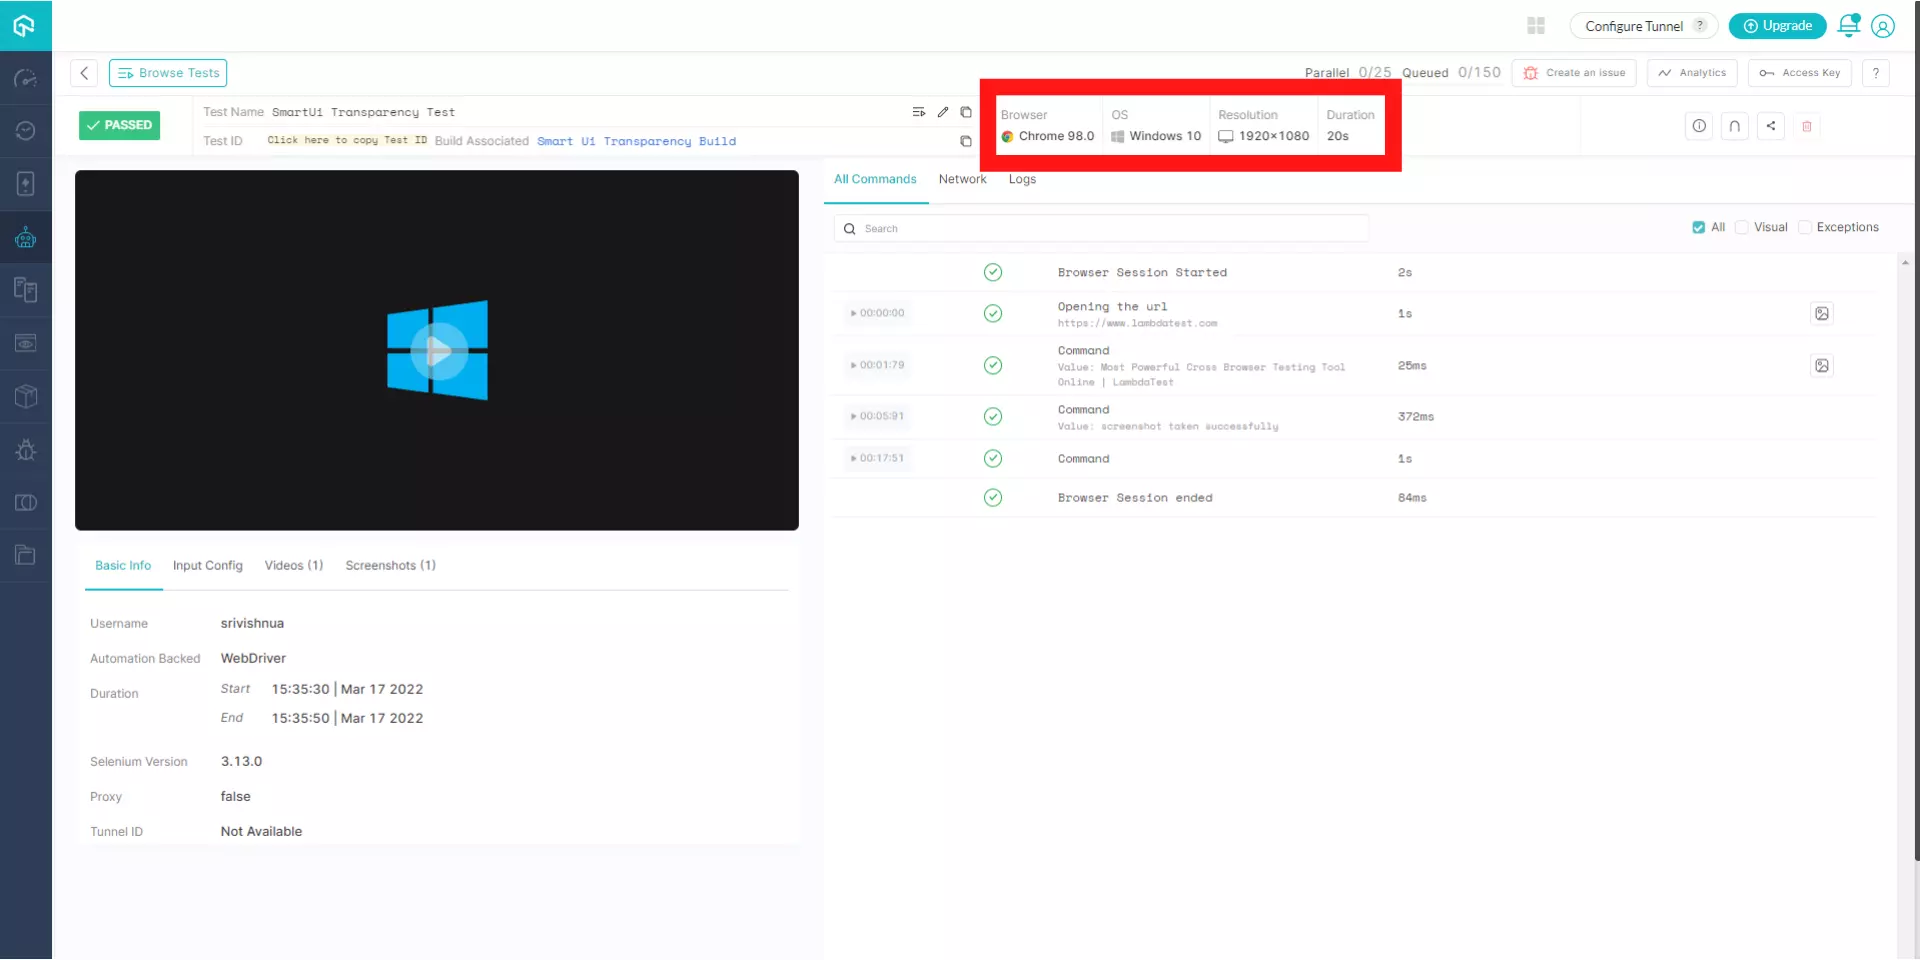 Configure Tunnel ?
Upgrade
Browse Tests
Parallel 0/25 Queued 0/150
Create an issue
Analytics
Access Key
?
PASSED
Test Name SmartUi Transparency Test
Test ID Click here to copy Test ID Build Associated Smart Ui Transparency Build
Browser
Chrome 98.0
OS
Windows 10
Resolution
1920×1080
Duration
20s
All Commands
Network
Logs
Search
All
Visual
Exceptions
Browser Session Started 2s
00:00:00
Opening the url
https://www.lambdatest.com
1s
00:01:79
Command
Value: Most Powerful Cross Browser Testing Tool
Online | LambdaTest
25ms
00:05:91
Command
Value: screenshot taken successfully
372ms
00:17:51
Command
1s
Browser Session ended 84ms
Basic Info
Input Config
Videos (1)
Screenshots (1)
Username srivishnua
Automation Backed WebDriver
Duration
Start 15:35:30 | Mar 17 2022
End 15:35:50 | Mar 17 2022
Selenium Version 3.13.0
Proxy false
Tunnel ID Not Available